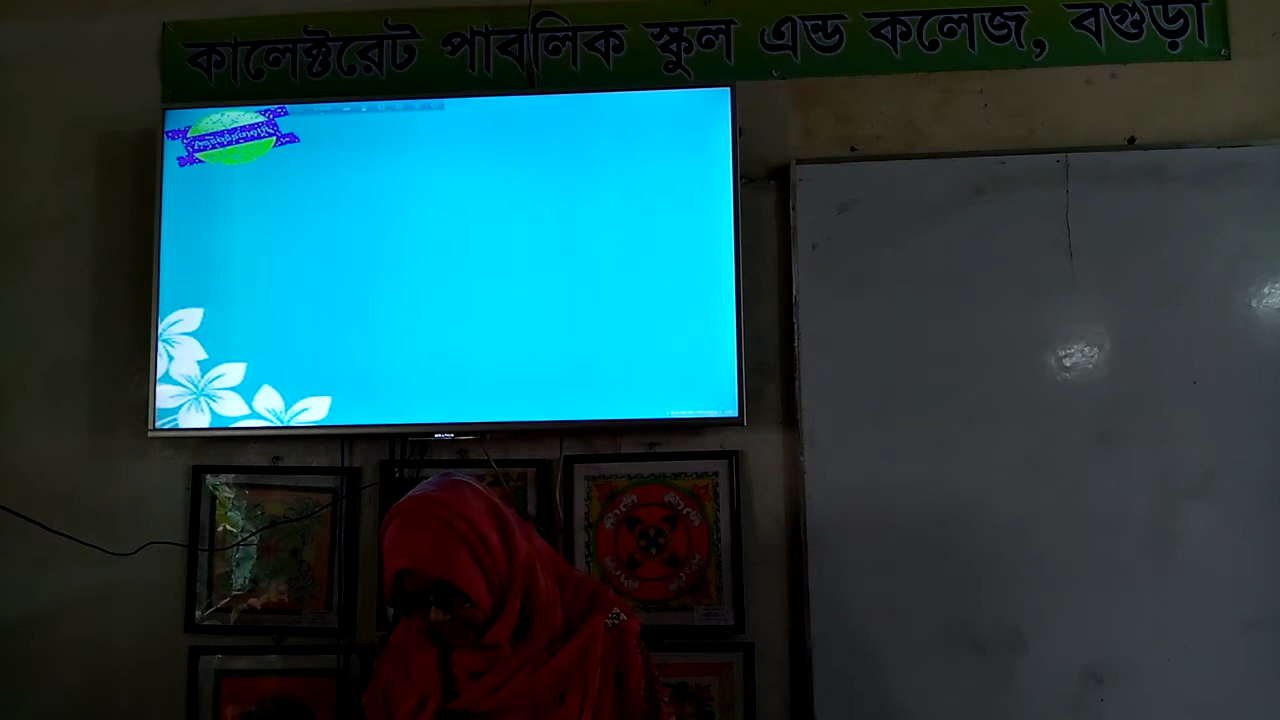 কালেক্টরেট পাবলিক স্কুল এন্ড কলেজ, বগুড়া